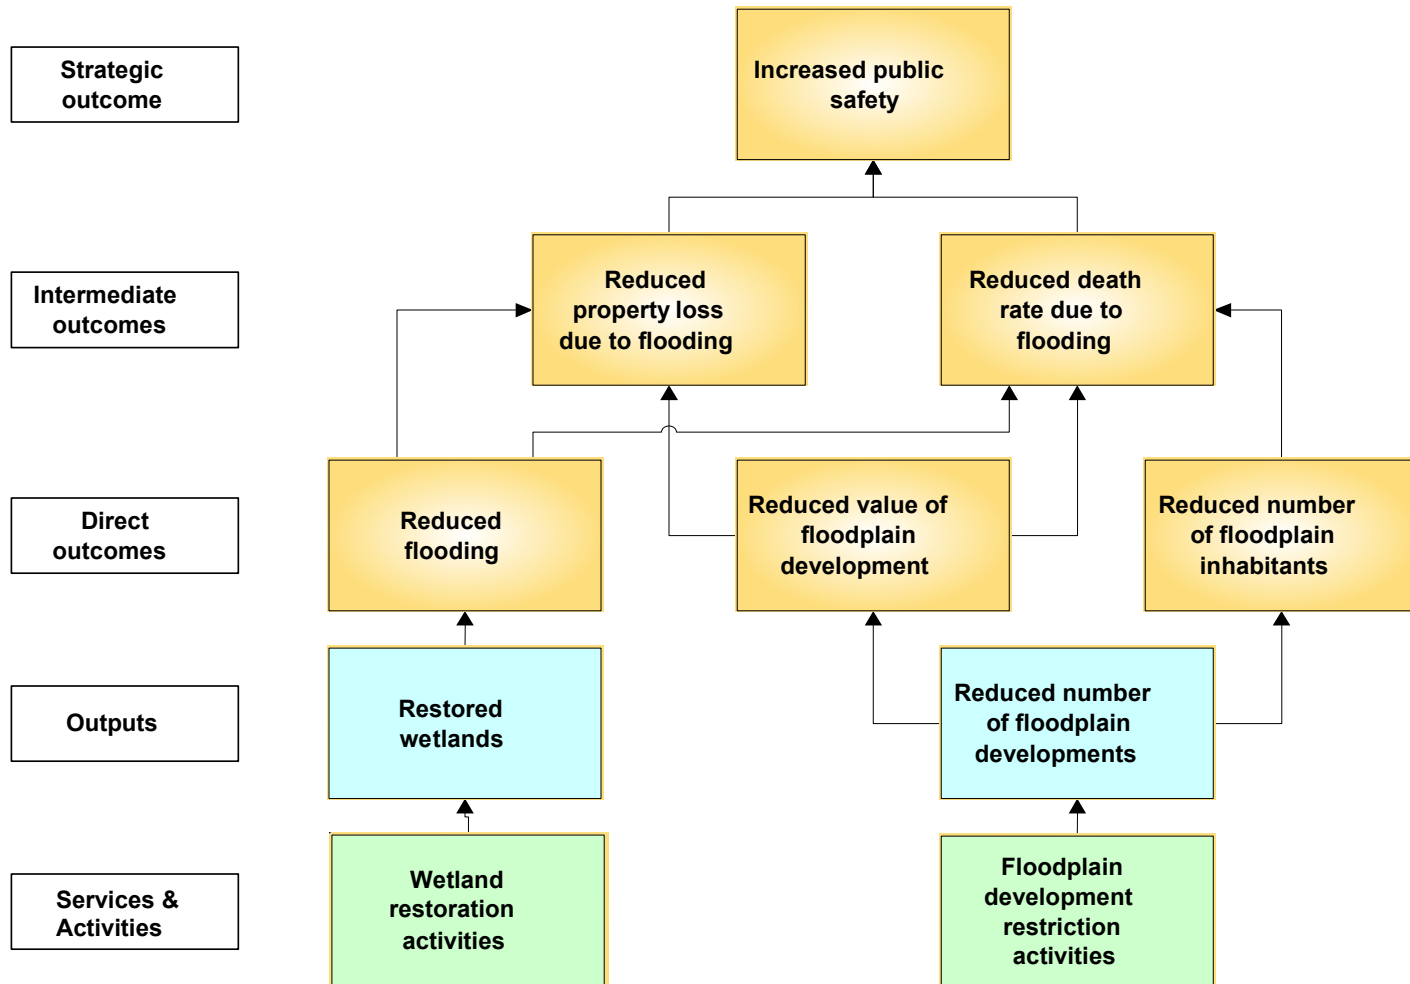 Strategic
outcome
Increased public
safety
Intermediate
outcomes
Reduced
property loss
due to flooding
Reduced death
rate due to
flooding
Direct
outcomes
Reduced
flooding
Reduced value of
floodplain
development
Reduced number
of floodplain
inhabitants
Outputs
Restored
wetlands
Reduced number
of floodplain
developments
Services &
Activities
Wetland
restoration
activities
Floodplain
development
restriction
activities